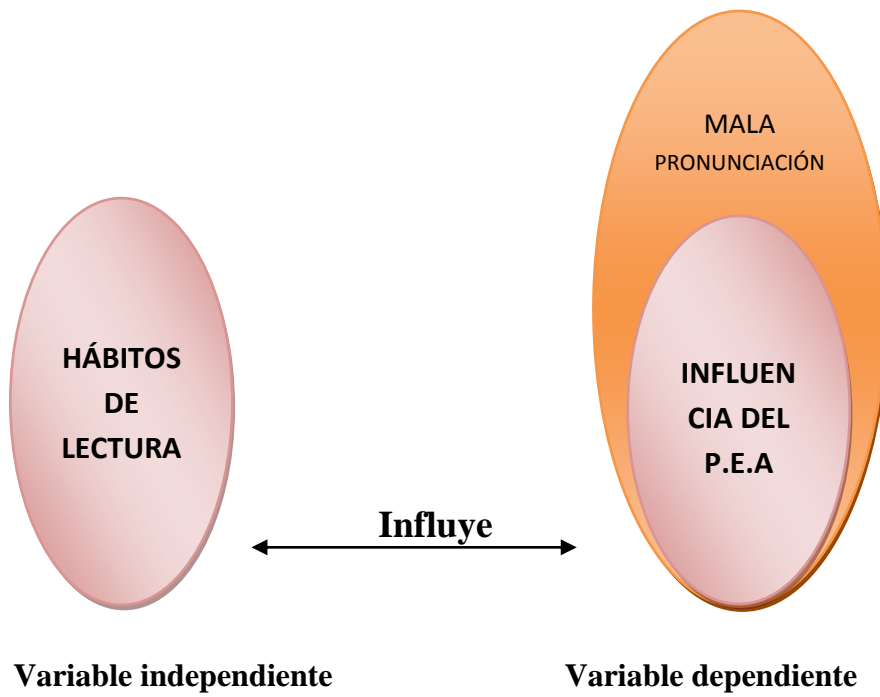 MALA
PRONUNCIACIÓN
HÁBITOS
DE
LECTURA
INFLUEN
CIA DEL
P.E.A
Influye
Variable independiente
Variable dependiente